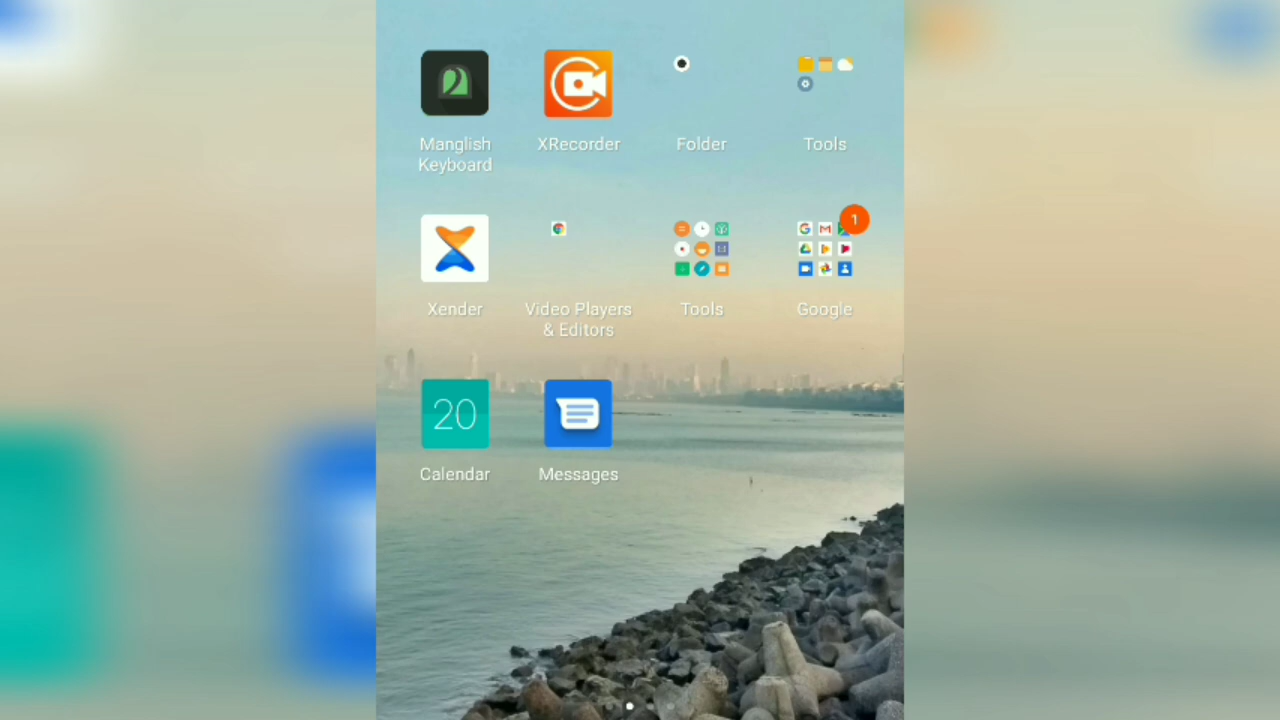 Manglish
Keyboard
XRecorder
Folder
Tools
1
Xender
Video Players
& Editors
Tools
Google
20
Calendar
Messages